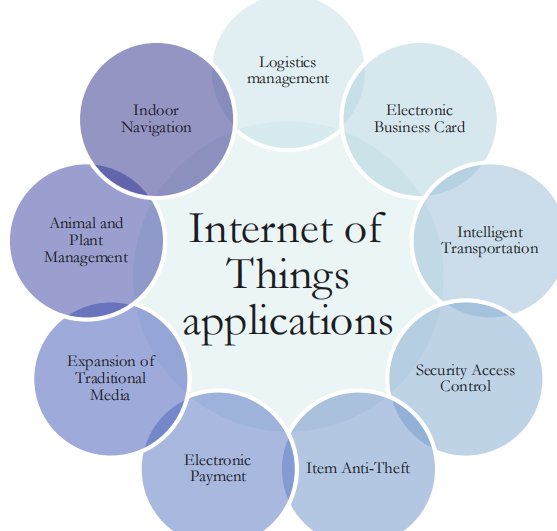 Logistics
management
Electronic
Business Card
Intelligent
Transportation
Security Access
Control
Item Anti-Theft
Electronic
Payment
Expansion of
Traditional
Media
Animal and
Plant
Management
Indoor
Navigation
Internet of
Things
applications